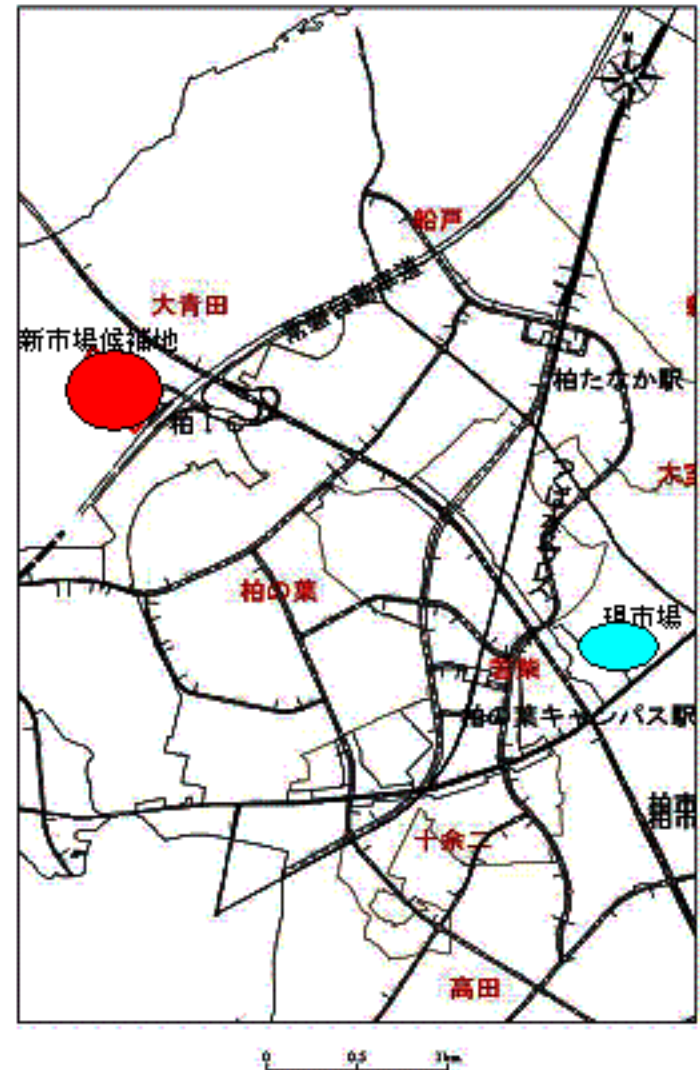 N
船戸
大青田
常磐自動車道
新市場候補地
柏たなか駅
柏IC
柏の葉
現市場
若柴
柏の葉キャンパス駅
十余二
高田
0 0.5 1km